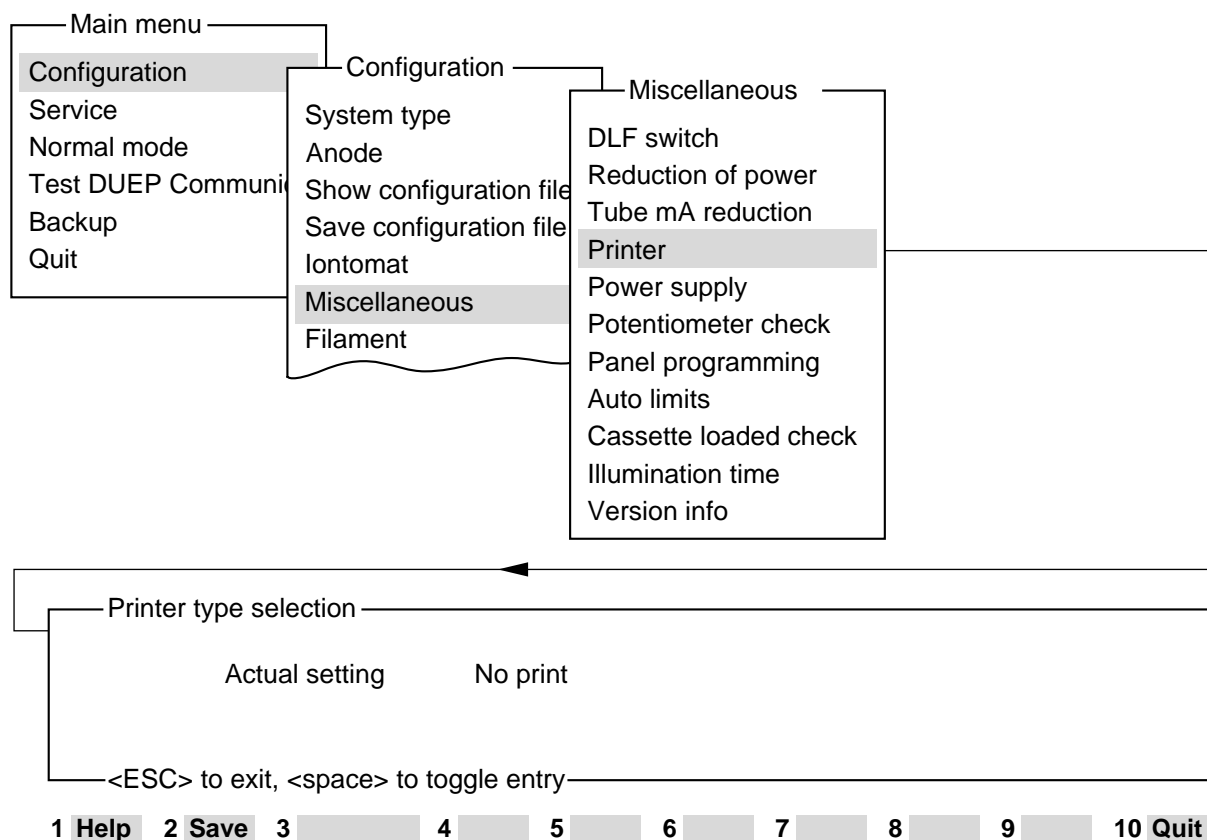 Main menu
Configuration
Service
Normal mode
Test DUEP Communi
Backup
Quit
Configuration
System type
Anode
Show configuration file
Save configuration file
Iontomat
Miscellaneous
Filament
Miscellaneous
DLF switch
Reduction of power
Tube mA reduction
Printer
Power supply
Potentiometer check
Panel programming
Auto limits
Cassette loaded check
Illumination time
Version info
Printer type selection
Actual setting No print
<ESC> to exit, <space> to toggle entry
1 Help 2 Save 3 4 5 6 7 8 9 10 Quit